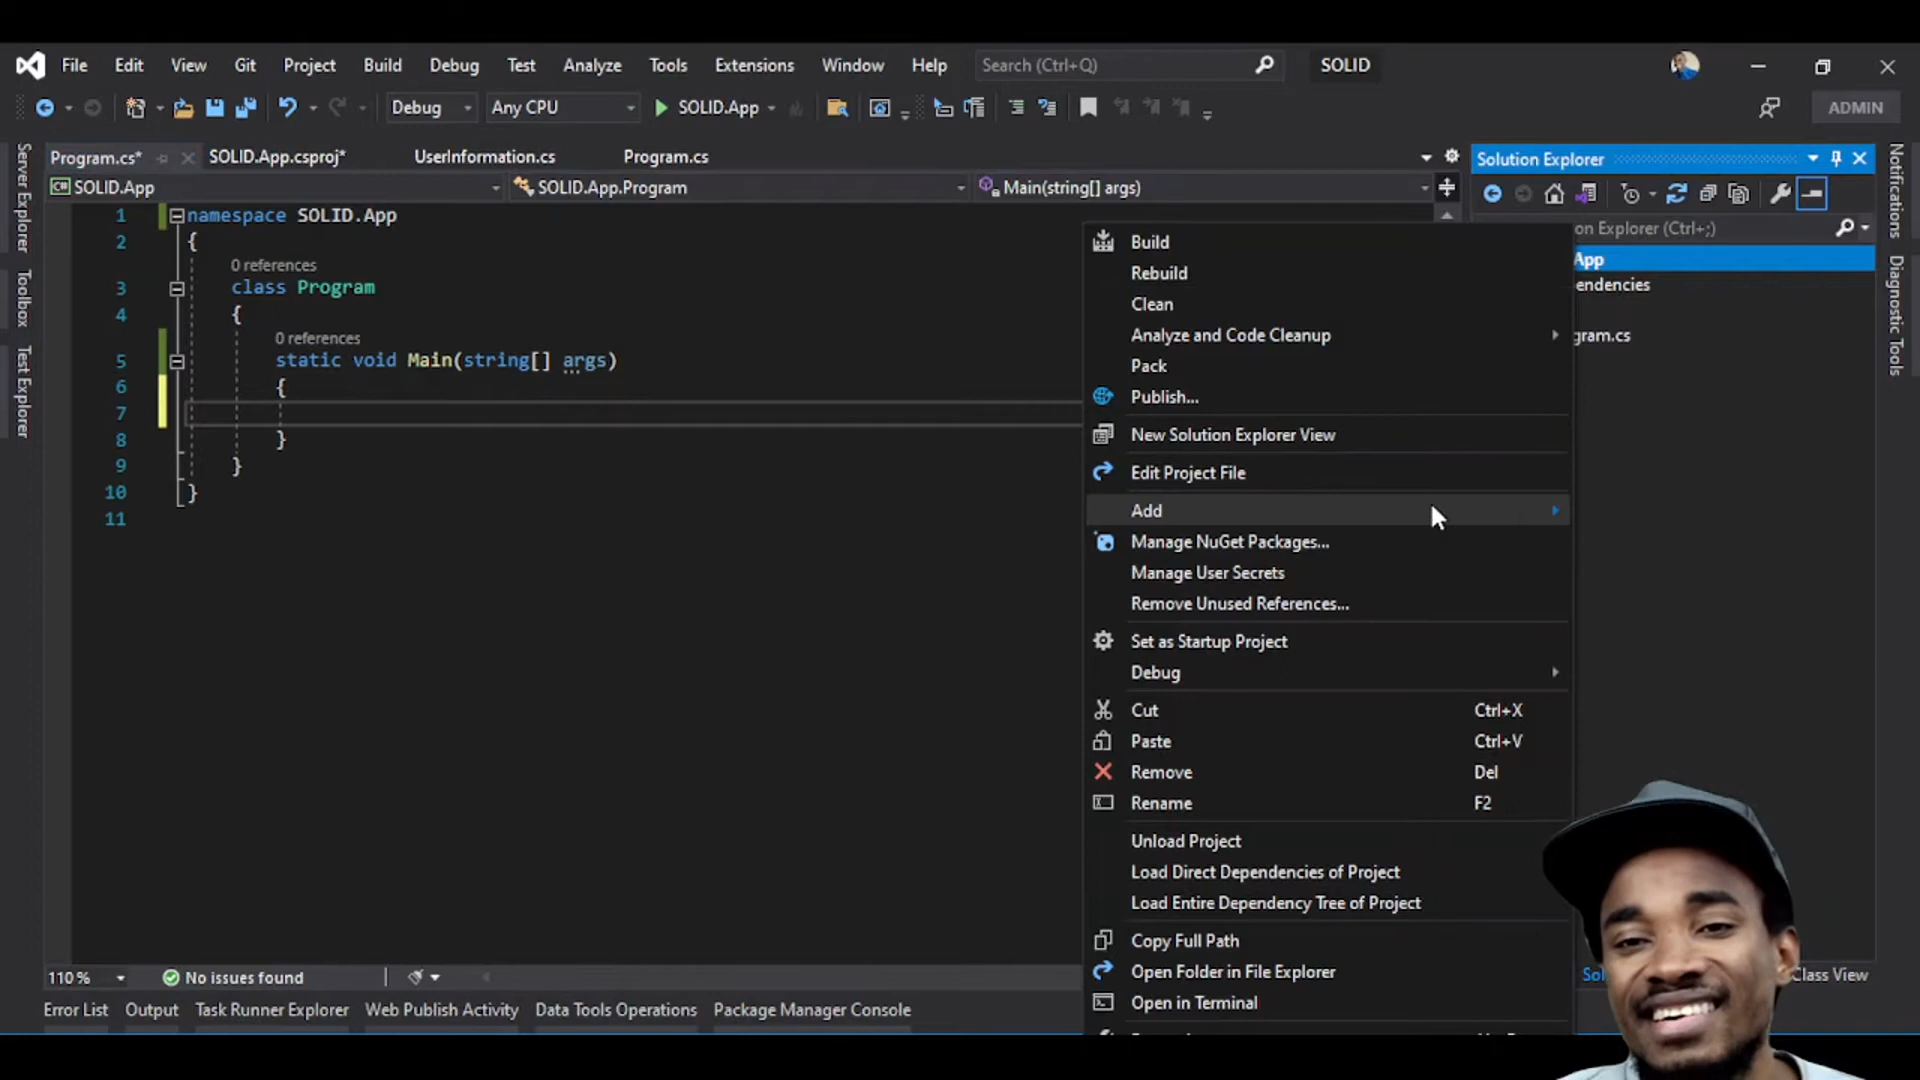 File Edit View Git Project Build Debug Test Analyze Tools Extensions Window Help Search (Ctrl+Q) SOLID
Debug Any CPU SOLID.App ADMIN
Program.cs* SOLID.App.csproj* UserInformation.cs Program.cs
SOLID.App SOLID.App.Program Main(string[] args)
Server Explorer
Toolbox
Test Explorer
1 namespace SOLID.App
2 {
0 references
3 class Program
4 {
0 references
5 static void Main(string[] args)
6 {
7
8 }
9 }
10 }
11
Build
Rebuild
Clean
Analyze and Code Cleanup
Pack
Publish...
New Solution Explorer View
Edit Project File
Add
Manage NuGet Packages...
Manage User Secrets
Remove Unused References...
Set as Startup Project
Debug
Cut Ctrl+X
Paste Ctrl+V
Remove Del
Rename F2
Unload Project
Load Direct Dependencies of Project
Load Entire Dependency Tree of Project
Copy Full Path
Open Folder in File Explorer
Open in Terminal
Solution Explorer
on Explorer (Ctrl+;)
App
endencies
gram.cs
Sol
Class View
Notifications
Diagnostic Tools
110 % No issues found
Error List Output Task Runner Explorer Web Publish Activity Data Tools Operations Package Manager Console